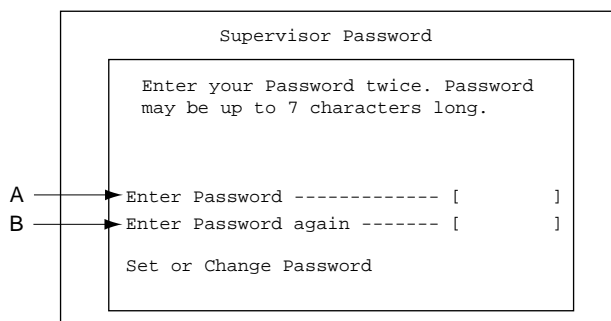 Supervisor Password
Enter your Password twice. Password
may be up to 7 characters long.
A
Enter Password ------------- [ ]
B
Enter Password again ------- [ ]
Set or Change Password